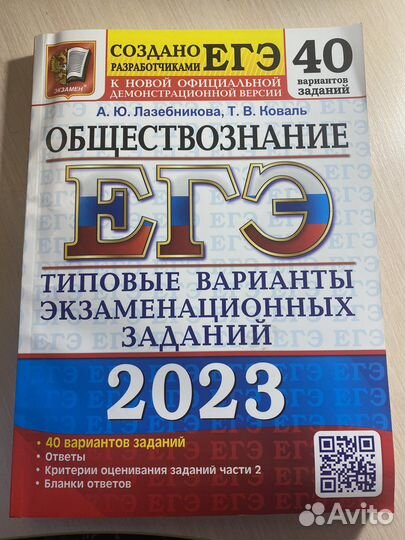 СОЗДАНО
РАЗРАБОТЧИКАМИ ЕГЭ
К НОВОЙ ОФИЦИАЛЬНОЙ
ДЕМОНСТРАЦИОННОЙ ВЕРСИИ
40
вариантов
заданий
ЭКЗАМЕН
А. Ю. Лазебникова, Т. В. Коваль
ОБЩЕСТВОЗНАНИЕ
ЕГЭ
ТИПОВЫЕ ВАРИАНТЫ
ЭКЗАМЕНАЦИОННЫХ
ЗАДАНИЙ
2023
• 40 вариантов заданий
• Ответы
• Критерии оценивания заданий части 2
• Бланки ответов
Avito